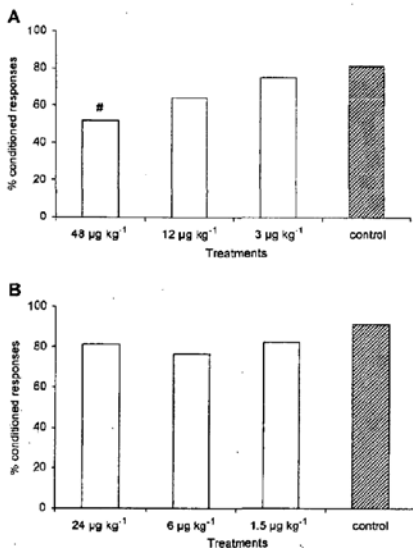 A
100
80
60
40
20
0
% conditioned responses
#
48 µg kg⁻¹ 12 µg kg⁻¹ 3 µg kg⁻¹ control
Treatments
B
100
80
60
40
20
0
% conditioned responses
24 µg kg⁻¹ 6 µg kg⁻¹ 1.5 µg kg⁻¹ control
Treatments